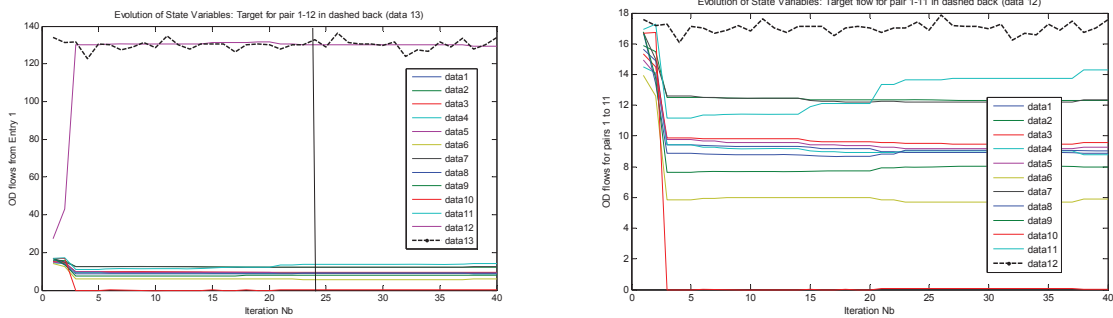 Evolution of State Variables: Target for pair 1-12 in dashed back (data 13)
140
120
100
80
60
40
20
0
OD flows from Entry 1
0 5 10 15 20 25 30 35 40
Iteration Nb
data1
data2
data3
data4
data5
data6
data7
data8
data9
data10
data11
data12
data13
Evolution of State Variables: Target flow for pair 1-11 in dashed back (data 12)
18
16
14
12
10
8
6
4
2
0
OD flows for pairs 1 to 11
0 5 10 15 20 25 30 35 40
Iteration Nb
data1
data2
data3
data4
data5
data6
data7
data8
data9
data10
data11
data12